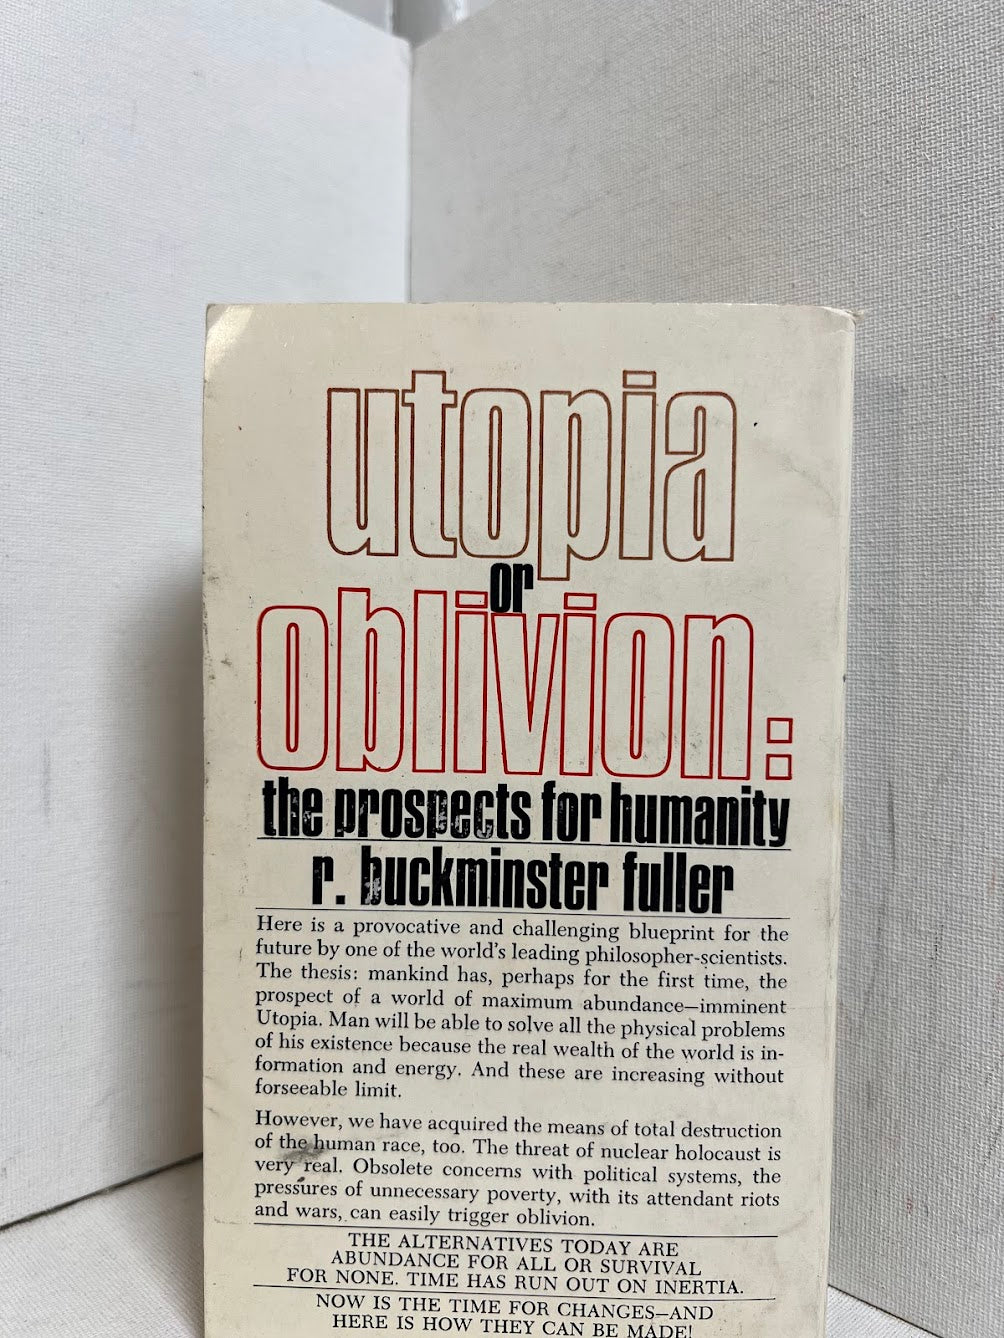 utopia
or
oblivion:
the prospects for humanity
r. buckminster fuller
Here is a provocative and challenging blueprint for the
future by one of the world's leading philosopher-scientists.
The thesis: mankind has, perhaps for the first time, the
prospect of a world of maximum abundance—imminent
Utopia. Man will be able to solve all the physical problems
of his existence because the real wealth of the world is in-
formation and energy. And these are increasing without
forseeable limit.
However, we have acquired the means of total destruction
of the human race, too. The threat of nuclear holocaust is
very real. Obsolete concerns with political systems, the
pressures of unnecessary poverty, with its attendant riots
and wars, can easily trigger oblivion.
THE ALTERNATIVES TODAY ARE
ABUNDANCE FOR ALL OR SURVIVAL
FOR NONE. TIME HAS RUN OUT ON INERTIA.
NOW IS THE TIME FOR CHANGES—AND
HERE IS HOW THEY CAN BE MADE!